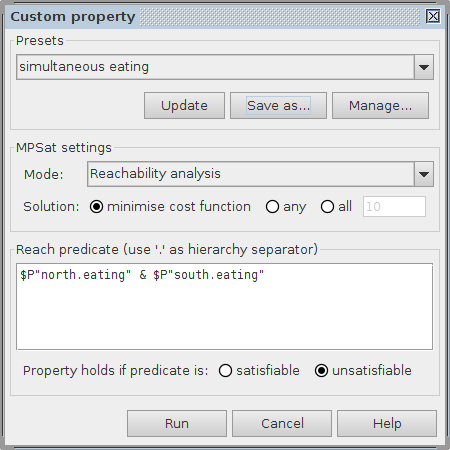 Custom property
Presets
simultaneous eating
Update Save as... Manage...
MPSat settings
Mode: Reachability analysis
Solution: minimise cost function any all 10
Reach predicate (use '.' as hierarchy separator)
$P"north.eating" & $P"south.eating"
Property holds if predicate is: satisfiable unsatisfiable
Run Cancel Help